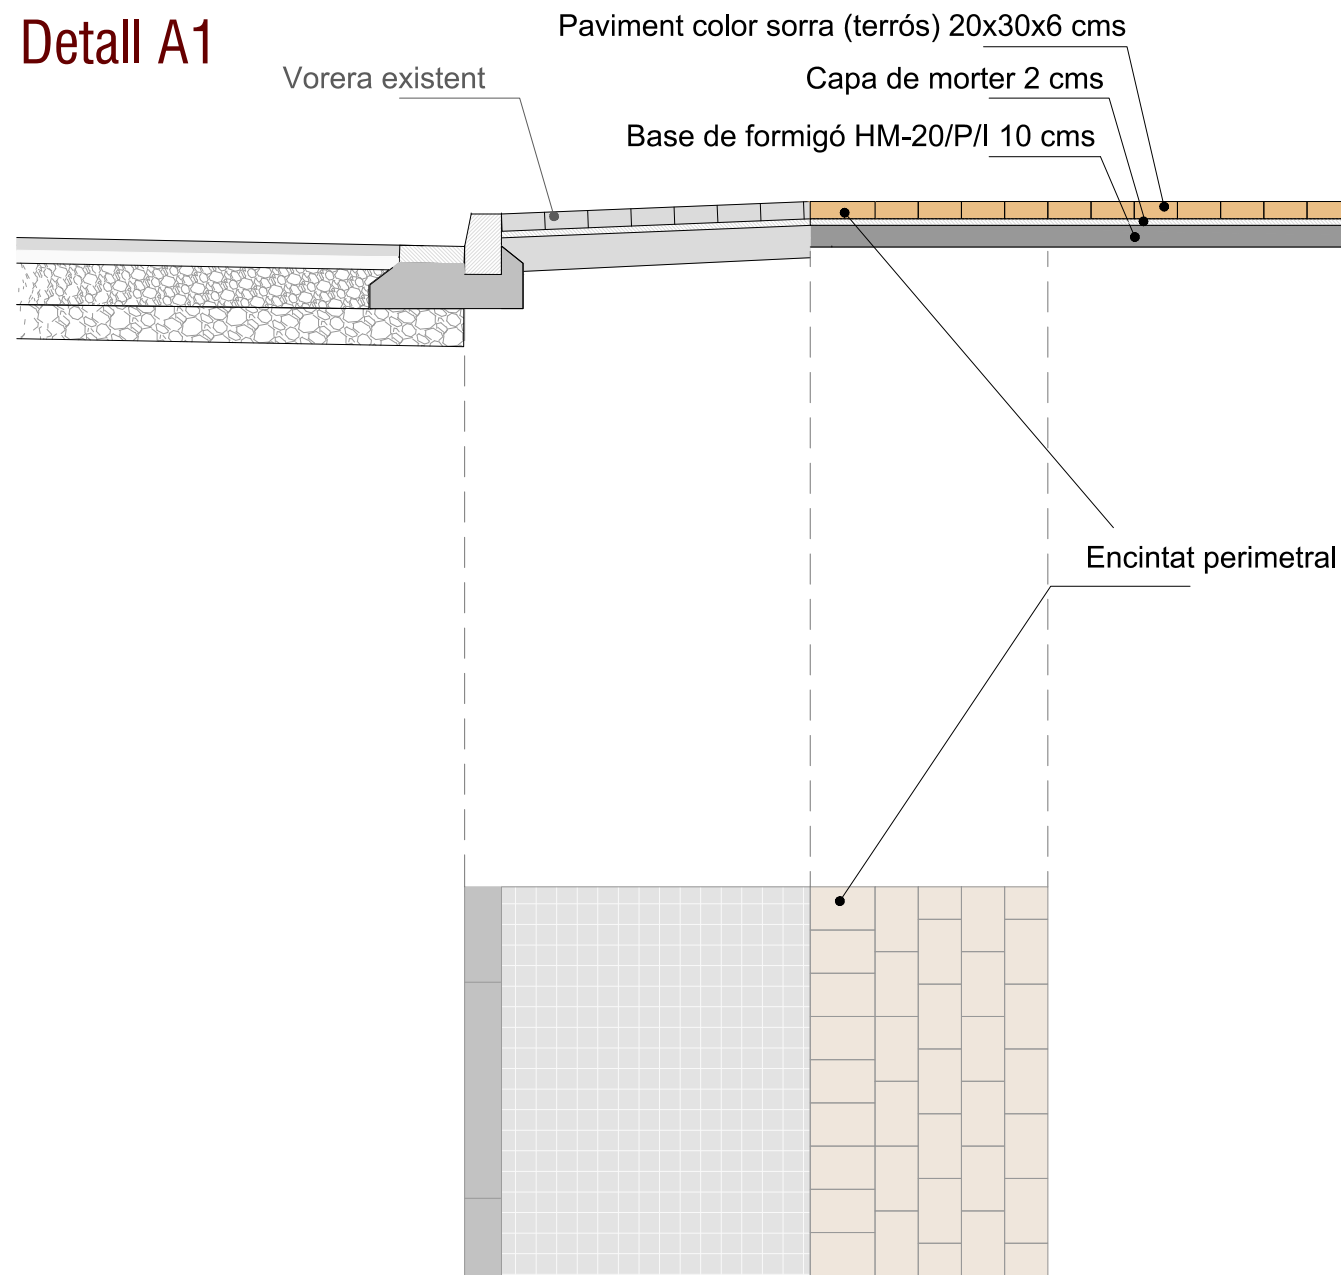 Detall A1
Paviment color sorra (terrós) 20x30x6 cms
Vorera existent
Capa de morter 2 cms
Base de formigó HM-20/P/I 10 cms
Encintat perimetral